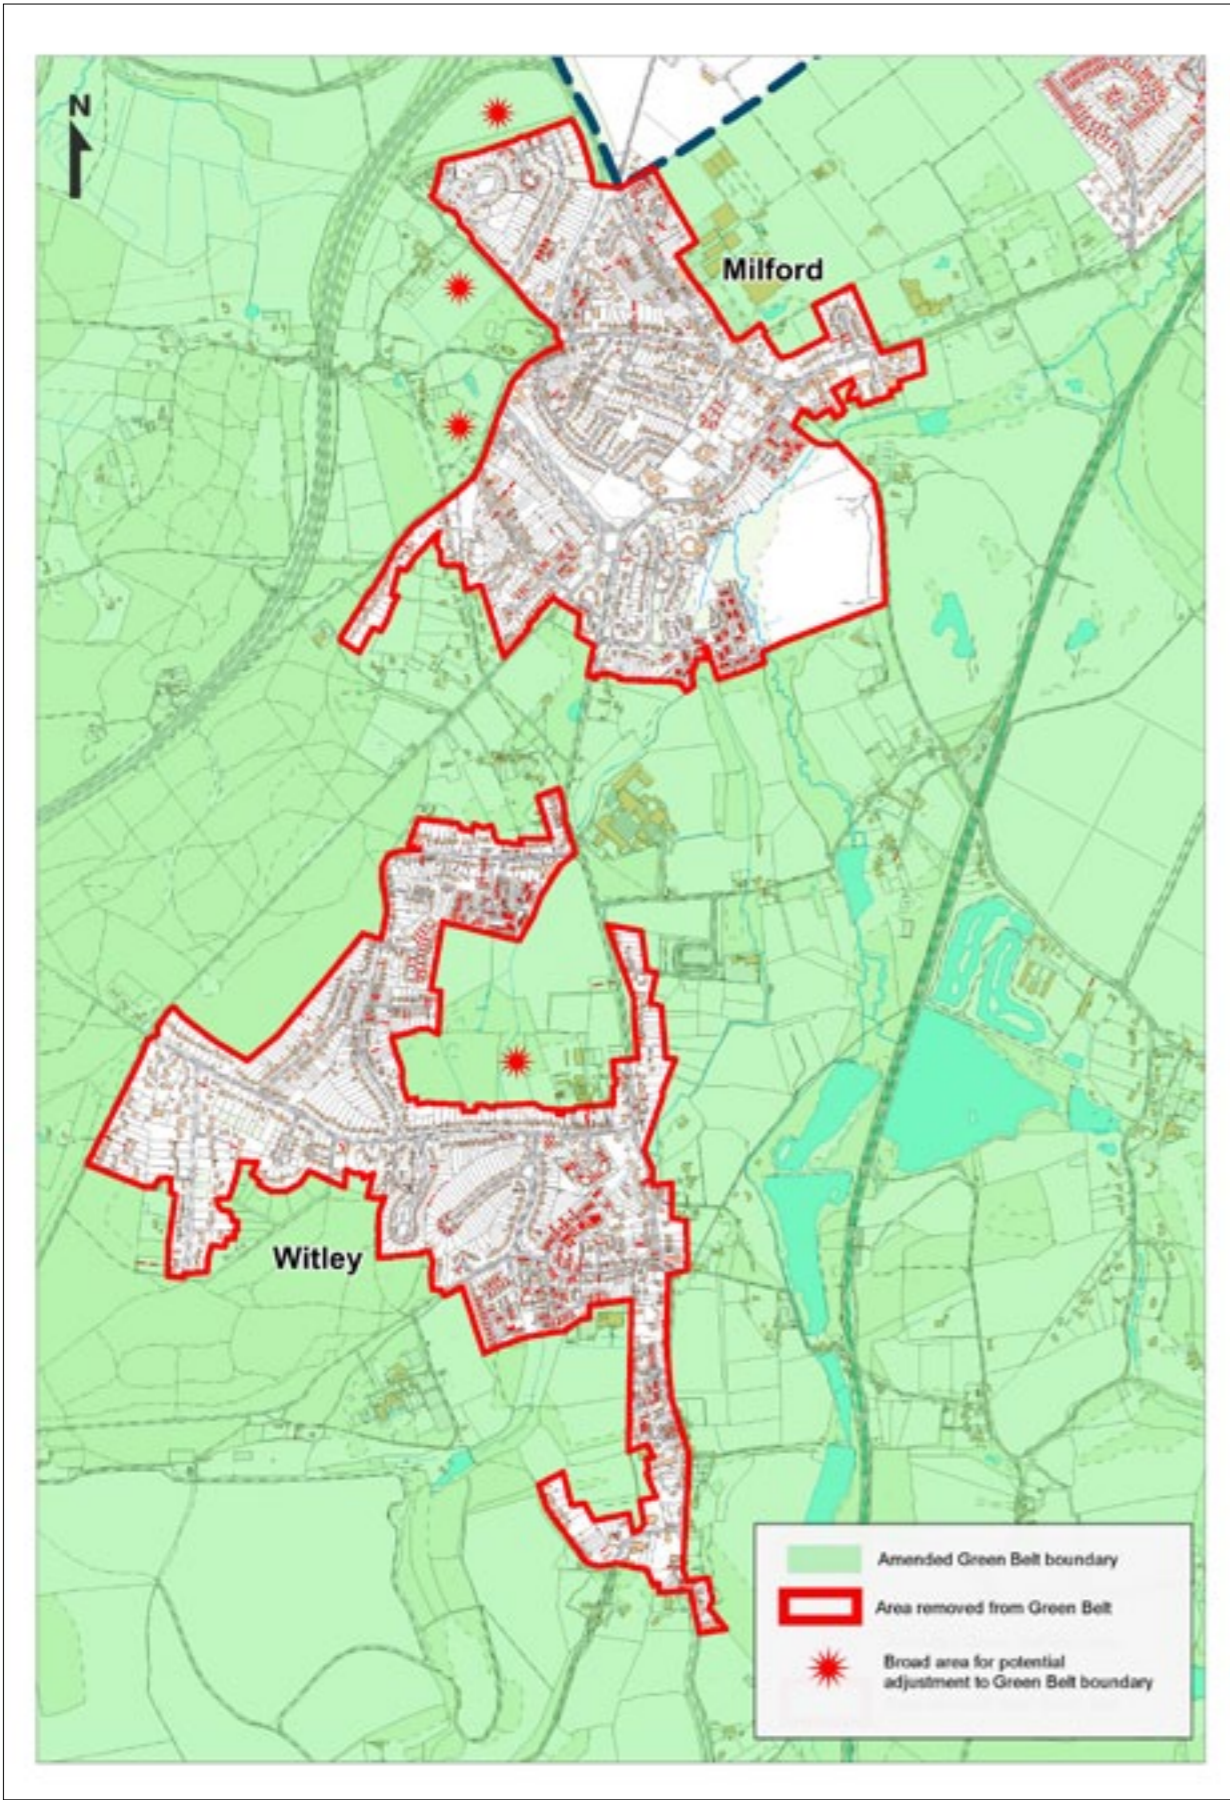 N
Milford
Witley
Amended Green Belt boundary
Area removed from Green Belt
Broad area for potential
adjustment to Green Belt boundary